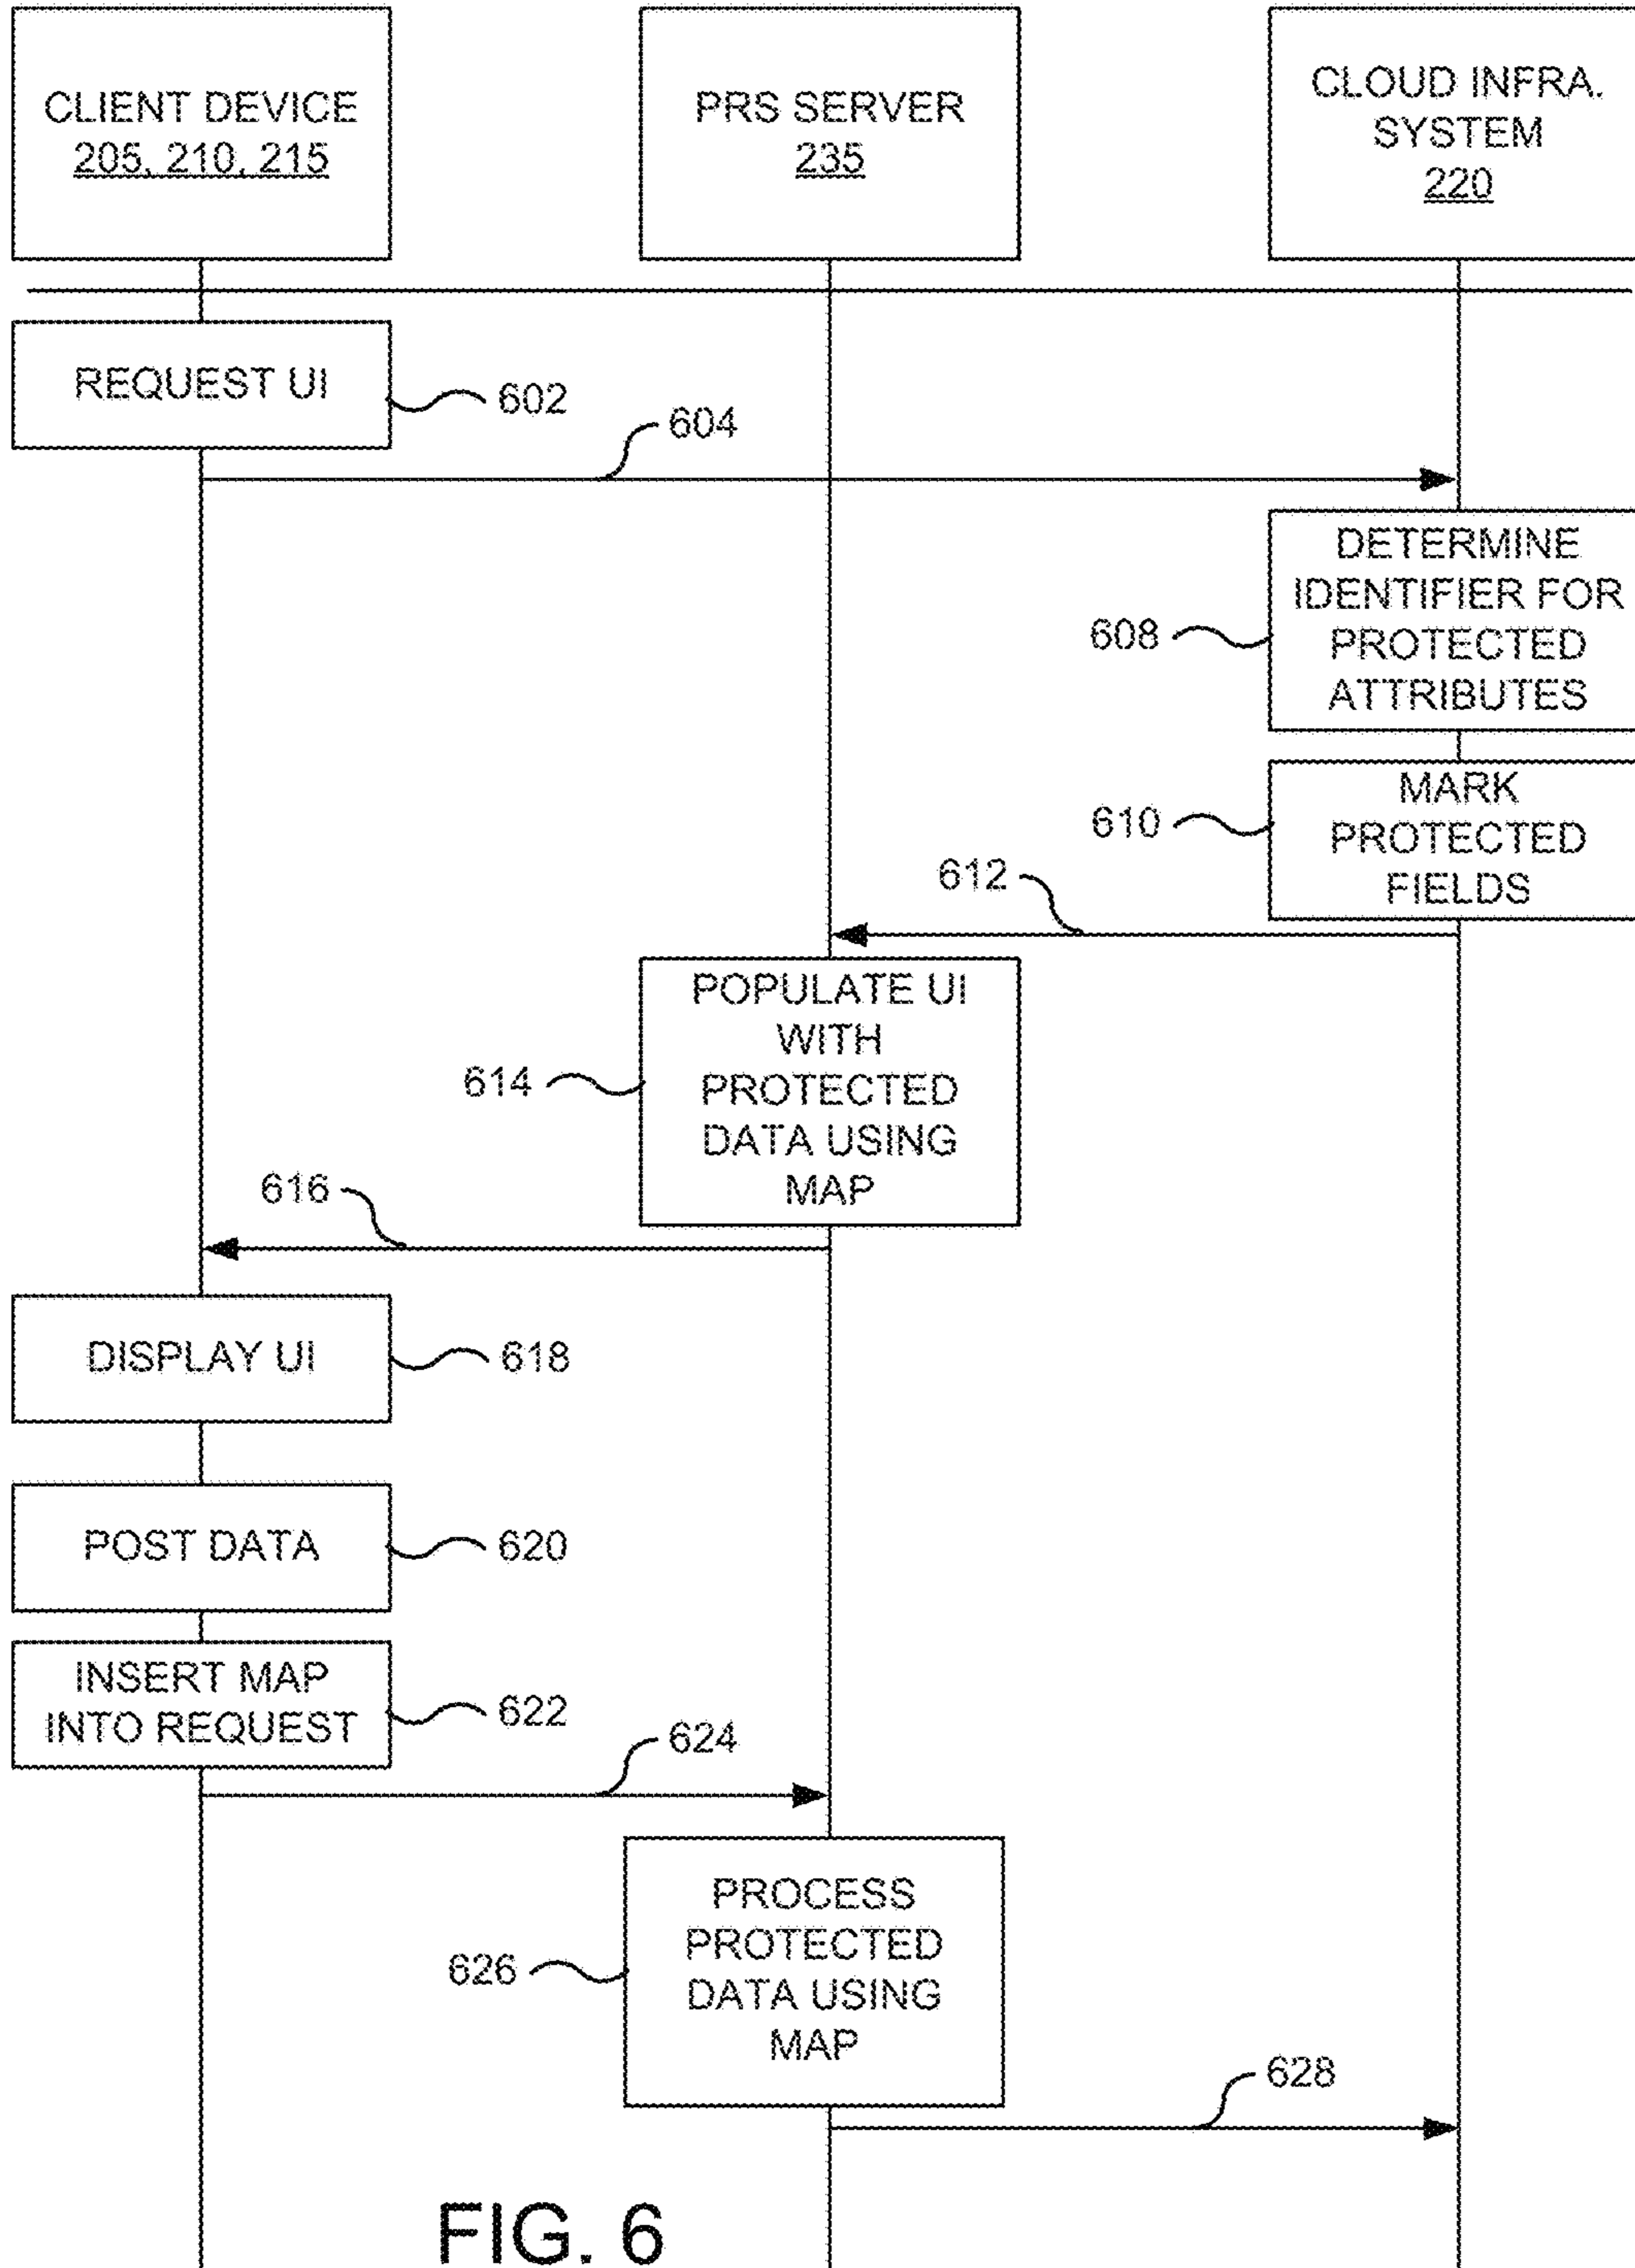 CLIENT DEVICE
205, 210, 215
PRS SERVER
235
CLOUD INFRA.
SYSTEM
220
REQUEST UI
602
604
DETERMINE
IDENTIFIER FOR
PROTECTED
ATTRIBUTES
608
MARK
PROTECTED
FIELDS
610
612
POPULATE UI
WITH
PROTECTED
DATA USING
MAP
614
616
DISPLAY UI
618
POST DATA
620
INSERT MAP
INTO REQUEST
622
624
PROCESS
PROTECTED
DATA USING
MAP
626
628
FIG. 6